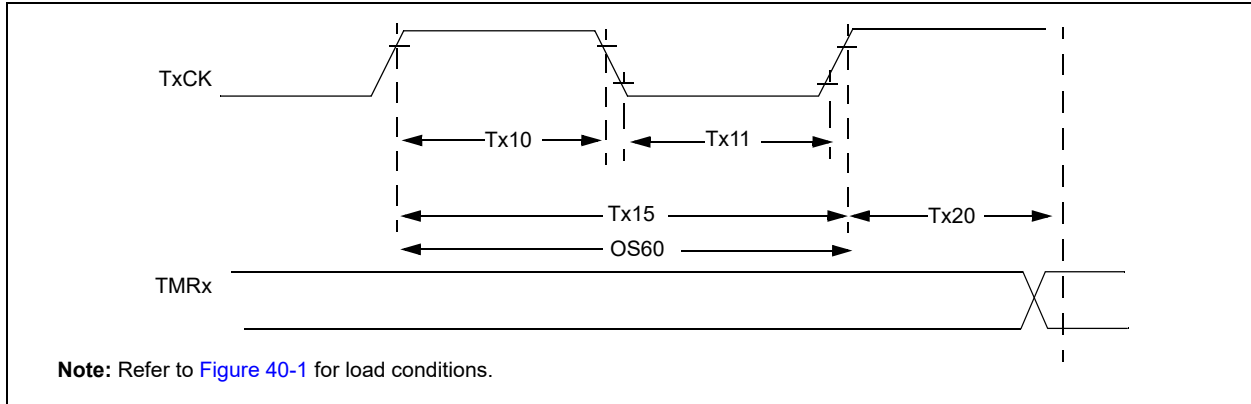 TxCK
Tx10
Tx11
Tx15
Tx20
OS60
TMRx
Note: Refer to Figure 40-1 for load conditions.